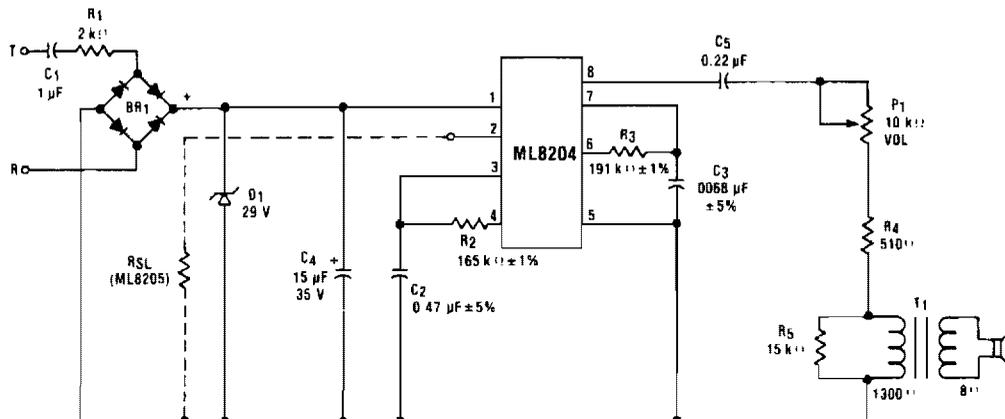 T
C1
1 µF
R1
2 kΩ
BR1
+
R
RSL
(ML8205)
D1
29 V
C4
15 µF
35 V
+
C2
0 47 µF ±5%
R2
165 kΩ ±1%
1
2
3
4
ML8204
8
7
6
5
R3
191 kΩ ±1%
C3
0068 µF
±5%
C5
0.22 µF
P1
10 kΩ
VOL
R4
510Ω
R5
15 kΩ
T1
1300Ω
8Ω